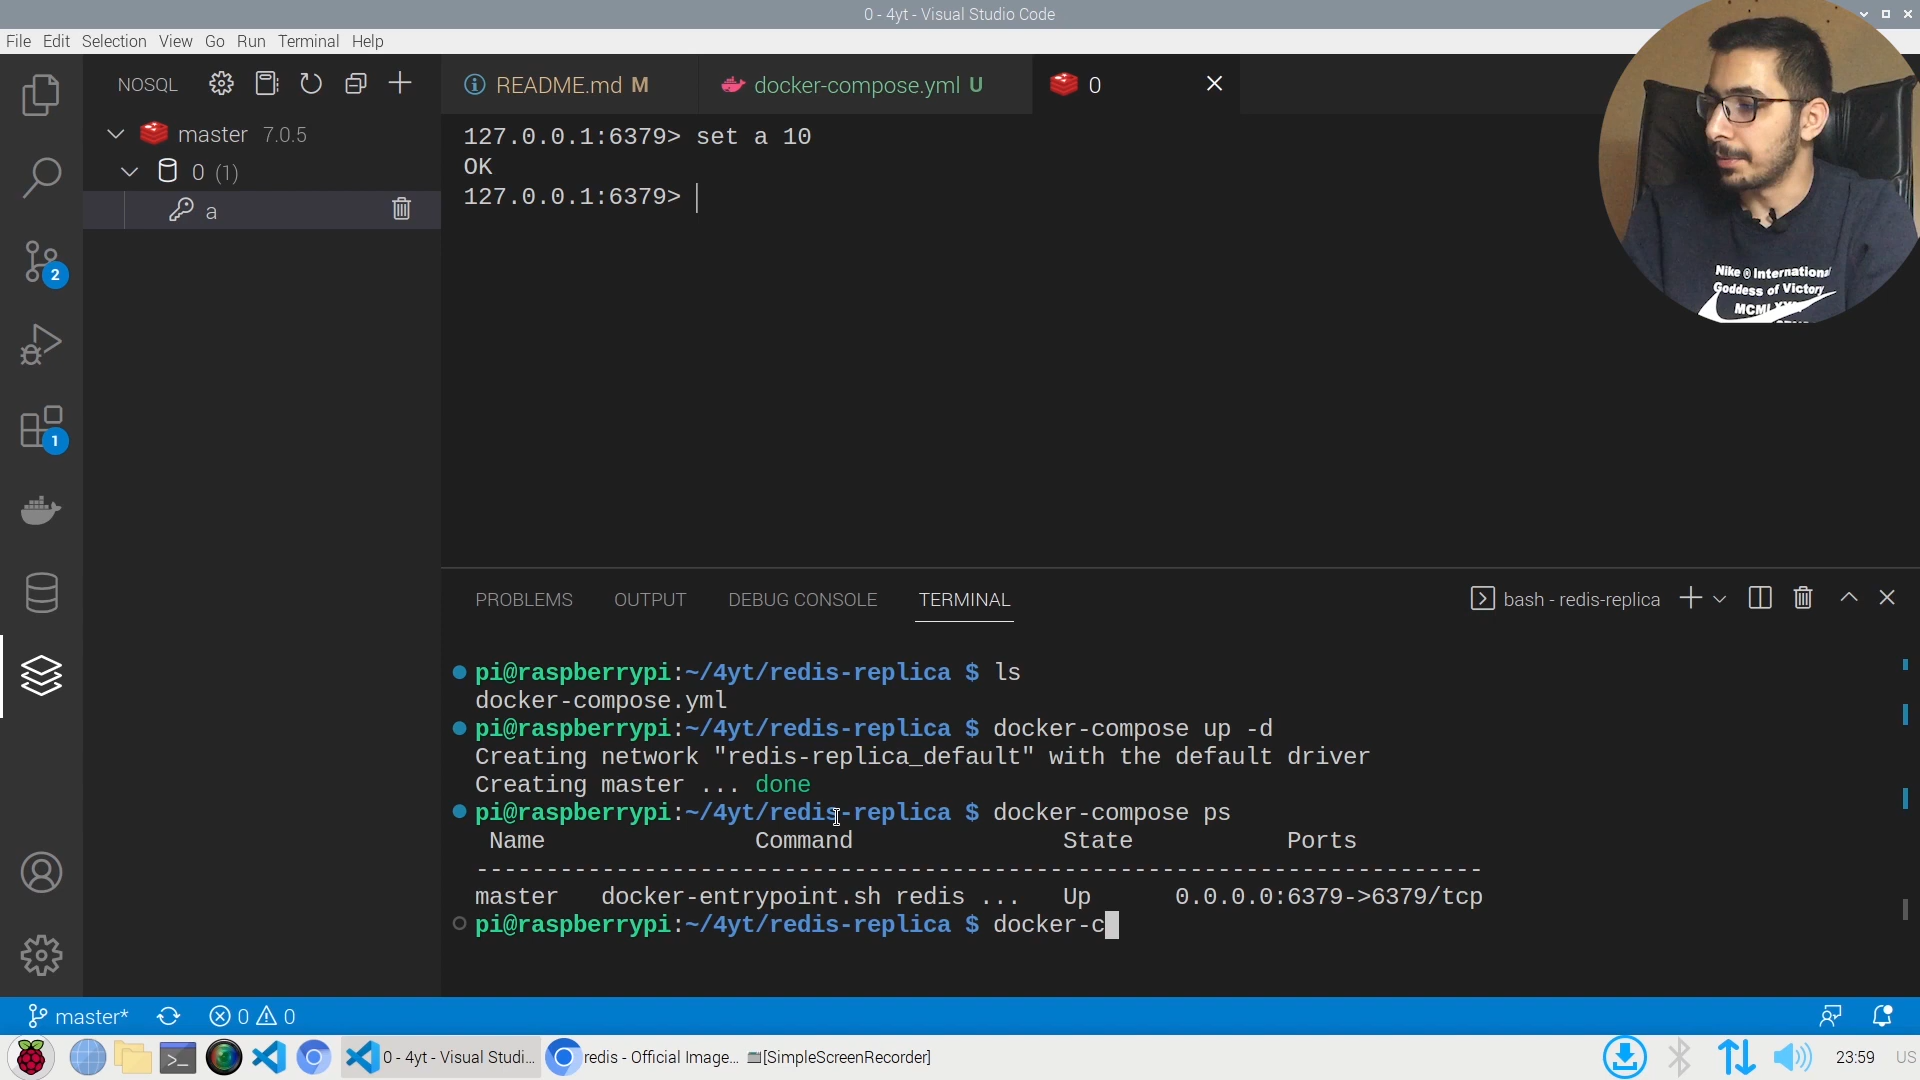 0 - 4yt - Visual Studio Code
File Edit Selection View Go Run Terminal Help
NOSQL
README.md M
docker-compose.yml U
0
master 7.0.5
0 (1)
a
127.0.0.1:6379> set a 10
OK
127.0.0.1:6379>
Nike ® International
Goddess of Victory
2
1
PROBLEMS OUTPUT DEBUG CONSOLE TERMINAL
bash - redis-replica
pi@raspberrypi:~/4yt/redis-replica $ ls
docker-compose.yml
pi@raspberrypi:~/4yt/redis-replica $ docker-compose up -d
Creating network "redis-replica_default" with the default driver
Creating master ... done
pi@raspberrypi:~/4yt/redis-replica $ docker-compose ps
Name Command State Ports
------------------------------------------------------------------------
master docker-entrypoint.sh redis ... Up 0.0.0.0:6379->6379/tcp
pi@raspberrypi:~/4yt/redis-replica $ docker-c
master* 0 0
0 - 4yt - Visual Studi...
redis - Official Image...
[SimpleScreenRecorder]
23:59
US